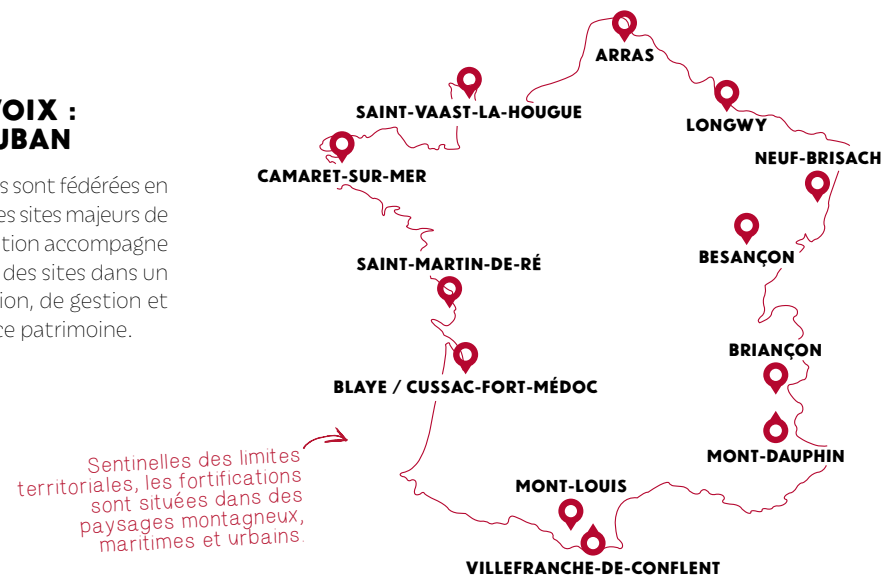 VOIX :
UBAN
s sont fédérées en
es sites majeurs de
tion accompagne
des sites dans un
ion, de gestion et
ce patrimoine.
ARRAS
SAINT-VAAST-LA-HOUGUE
LONGWY
NEUF-BRISACH
CAMARET-SUR-MER
BESANÇON
SAINT-MARTIN-DE-RÉ
BRIANÇON
BLAYE / CUSSAC-FORT-MÉDOC
MONT-DAUPHIN
Sentinelles des limites
territoriales, les fortifications
sont situées dans des
paysages montagneux,
maritimes et urbains.
MONT-LOUIS
VILLEFRANCHE-DE-CONFLENT